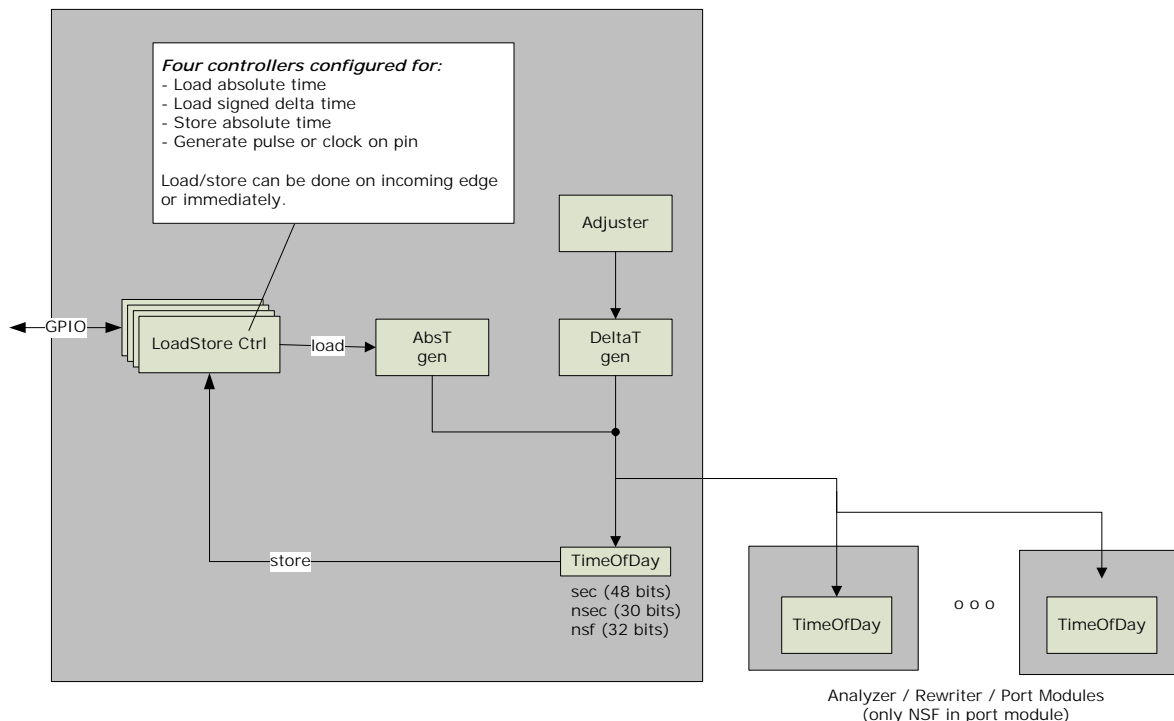 Four controllers configured for:
- Load absolute time
- Load signed delta time
- Store absolute time
- Generate pulse or clock on pin
Load/store can be done on incoming edge
or immediately.
Adjuster
GPIO
LoadStore Ctrl
load
AbsT
gen
DeltaT
gen
store
TimeOfDay
sec (48 bits)
nsec (30 bits)
nsf (32 bits)
TimeOfDay
o o o
TimeOfDay
Analyzer / Rewriter / Port Modules
(only NSF in port module)